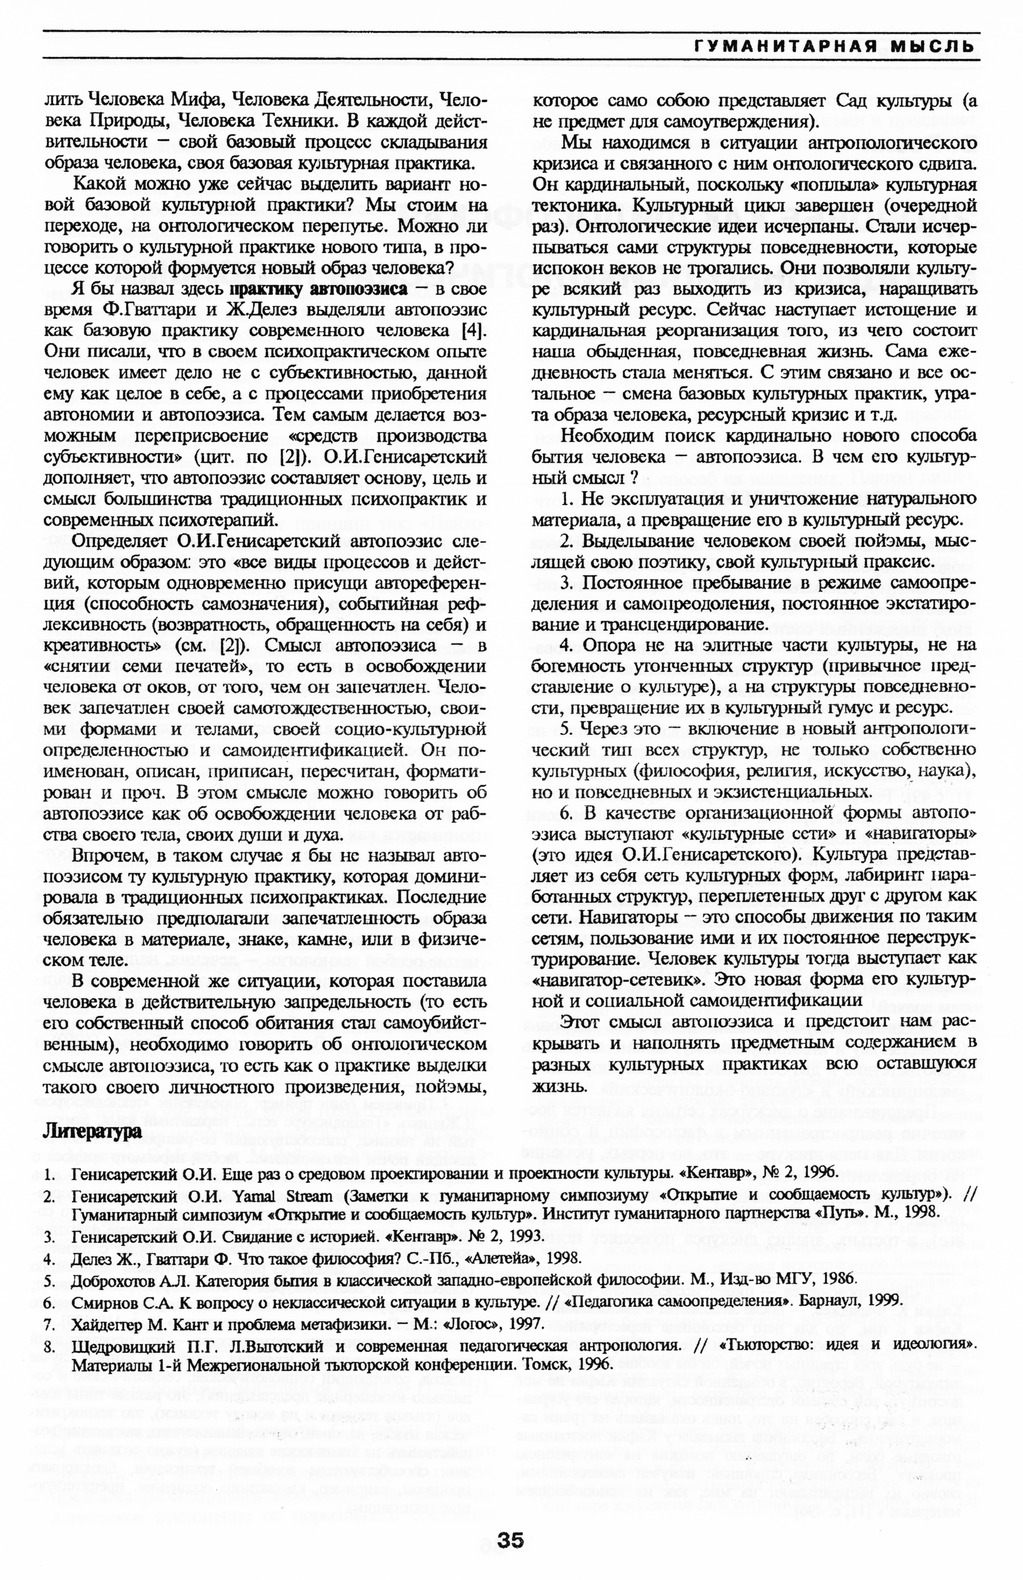 ГУМАНИТАРНАЯ МЫСЛЬ
лить Человека Мифа, Человека Деятельности, Чело-
века Природы, Человека Техники. В каждой дейст-
вительности — свой базовый процесс складывания
образа человека, своя базовая культурная практика.
Какой можно уже сейчас выделить вариант но-
вой базовой культурной практики? Мы стоим на
переходе, на онтологическом перепутье. Можно ли
говорить о культурной практике нового типа, в про-
цессе которой формуется новый образ человека?
Я бы назвал здесь практику автопоэзиса — в свое
время Ф.Гваттари и Ж.Делез выделяли автопоэзис
как базовую практику современного человека [4].
Они писали, что в своем психопрактическом опыте
человек имеет дело не с субъективностью, данной
ему как целое в себе, а с процессами приобретения
автономии и автопоэзиса. Тем самым делается воз-
можным переприсвоение «средств производства
субъективности» (цит. по [2]). О.И.Генисаретский
дополняет, что автопоэзис составляет основу, цель и
смысл большинства традиционных психопрактик и
современных психотерапий.
Определяет О.И.Генисаретский автопоэзис сле-
дующим образом: это «все виды процессов и дейст-
вий, которым одновременно присущи автореферен-
ция (способность самозначения), событийная реф-
лексивность (возвратность, обращенность на себя) и
креативность» (см. [2]). Смысл автопоэзиса — в
«снятии семи печатей», то есть в освобождении
человека от оков, от того, чем он запечатлен. Чело-
век запечатлен своей самотождественностью, свои-
ми формами и телами, своей социо-культурной
определенностью и самоидентификацией. Он по-
именован, описан, приписан, пересчитан, формати-
рован и проч. В этом смысле можно говорить об
автопоэзисе как об освобождении человека от раб-
ства своего тела, своих души и духа.
Впрочем, в таком случае я бы не называл авто-
поэзисом ту культурную практику, которая домини-
ровала в традиционных психопрактиках. Последние
обязательно предполагали запечатленность образа
человека в материале, знаке, камне, или в физиче-
ском теле.
В современной же ситуации, которая поставила
человека в действительную запредельность (то есть
его собственный способ обитания стал самоубийст-
венным), необходимо говорить об онтологическом
смысле автопоэзиса, то есть как о практике выделки
такого своего личностного произведения, пойэмы,
которое само собою представляет Сад культуры (а
не предмет для самоутверждения).
Мы находимся в ситуации антропологического
кризиса и связанного с ним онтологического сдвига.
Он кардинальный, поскольку «поплыла» культурная
тектоника. Культурный цикл завершен (очередной
раз). Онтологические идеи исчерпаны. Стали исчер-
пываться сами структуры повседневности, которые
испокон веков не трогались. Они позволяли культу-
ре всякий раз выходить из кризиса, наращивать
культурный ресурс. Сейчас наступает истощение и
кардинальная реорганизация того, из чего состоит
наша обыденная, повседневная жизнь. Сама еже-
дневность стала меняться. С этим связано и все ос-
тальное — смена базовых культурных практик, утра-
та образа человека, ресурсный кризис и т.д.
Необходим поиск кардинально нового способа
бытия человека — автопоэзиса. В чем его культур-
ный смысл ?
1. Не эксплуатация и уничтожение натурального
материала, а превращение его в культурный ресурс.
2. Выделывание человеком своей пойэмы, мыс-
лящей свою поэтику, свой культурный праксис.
3. Постоянное пребывание в режиме самоопре-
деления и самопреодоления, постоянное экстатиро-
вание и трансцендирование.
4. Опора не на элитные части культуры, не на
богемность утонченных структур (привычное пред-
ставление о культуре), а на структуры повседневно-
сти, превращение их в культурный гумус и ресурс.
5. Через это — включение в новый антропологи-
ческий тип всех структур, не только собственно
культурных (философия, религия, искусство, наука),
но и повседневных и экзистенциальных.
6. В качестве организационной формы автопо-
эзиса выступают «культурные сети» и «навигаторы»
(это идея О.И.Генисаретского). Культура представ-
ляет из себя сеть культурных форм, лабиринт нара-
ботанных структур, переплетенных друг с другом как
сети. Навигаторы — это способы движения по таким
сетям, пользование ими и их постоянное переструк-
турирование. Человек культуры тогда выступает как
«навигатор-сетевик». Это новая форма его культур-
ной и социальной самоидентификации
Этот смысл автопоэзиса и предстоит нам рас-
крывать и наполнять предметным содержанием в
разных культурных практиках всю оставшуюся
жизнь.
Литература
1. Генисаретский О.И. Еще раз о средовом проектировании и проектности культуры. «Кентавр», № 2, 1996.
2. Генисаретский О.И. Yamal Stream (Заметки к гуманитарному симпозиуму «Открытие и сообщаемость культур»). //
Гуманитарный симпозиум «Открытие и сообщаемость культур». Институт гуманитарного партнерства «Путь». М., 1998.
3. Генисаретский О.И. Свидание с историей. «Кентавр». № 2, 1993.
4. Делез Ж., Гваттари Ф. Что такое философия? С.-Пб., «Алетейа», 1998.
5. Доброхотов А.Л. Категория бытия в классической западно-европейской философии. М., Изд-во МГУ, 1986.
6. Смирнов С.А. К вопросу о неклассической ситуации в культуре. // «Педагогика самоопределения». Барнаул, 1999.
7. Хайдеггер М. Кант и проблема метафизики. — М.: «Логос», 1997.
8. Щедровицкий П.Г. Л.Выготский и современная педагогическая антропология. // «Тьюторство: идея и идеология».
Материалы 1-й Межрегиональной тьюторской конференции. Томск, 1996.
35